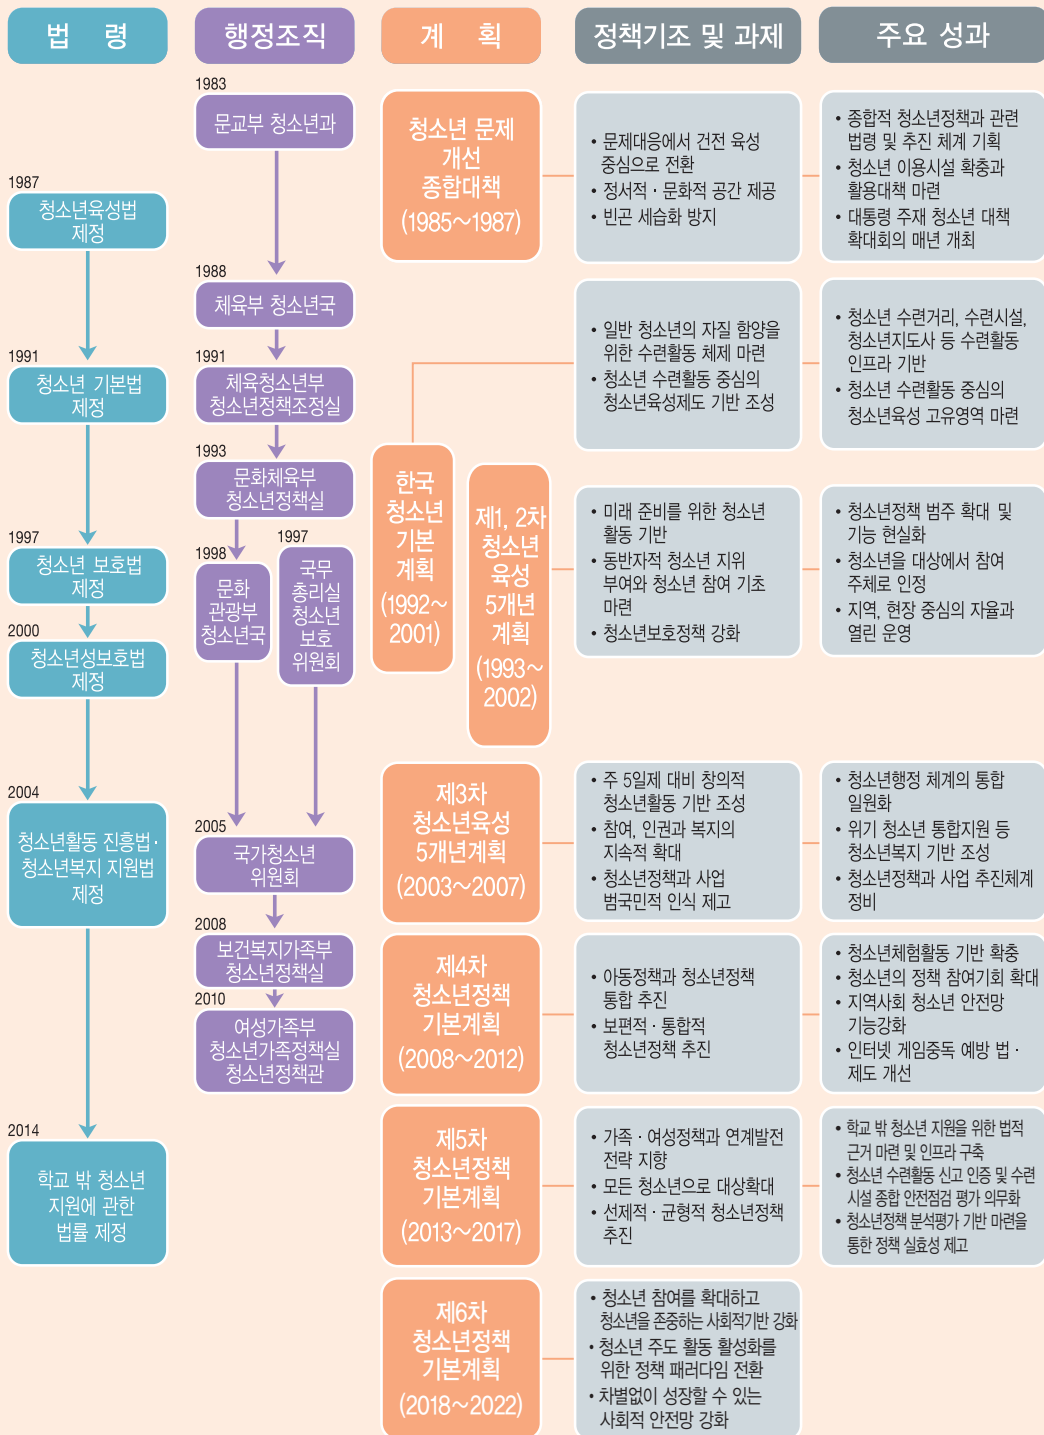 법 령
행정조직
계 획
정책기조 및 과제
주요 성과
1987
청소년육성법
제정
1991
청소년 기본법
제정
1997
청소년 보호법
제정
2000
청소년성보호법
제정
2004
청소년활동 진흥법·
청소년복지 지원법
제정
2014
학교 밖 청소년
지원에 관한
법률 제정
1983
문교부 청소년과
1988
체육부 청소년국
1991
체육청소년부
청소년정책조정실
1993
문화체육부
청소년정책실
1998
문화
관광부
청소년국
1997
국무
총리실
청소년
보호
위원회
2005
국가청소년
위원회
2008
보건복지가족부
청소년정책실
2010
여성가족부
청소년가족정책실
청소년정책관
청소년 문제
개선
종합대책
(1985~1987)
• 문제대응에서 건전 육성
중심으로 전환
• 정서적·문화적 공간 제공
• 빈곤 세습화 방지
• 종합적 청소년정책과 관련
법령 및 추진 체계 기획
• 청소년 이용시설 확충과
활용대책 마련
• 대통령 주재 청소년 대책
확대회의 매년 개최
한국
청소년
기본
계획
(1992~
2001)
• 일반 청소년의 자질 함양을
위한 수련활동 체제 마련
• 청소년 수련활동 중심의
청소년육성제도 기반 조성
• 청소년 수련거리, 수련시설,
청소년지도사 등 수련활동
인프라 기반
• 청소년 수련활동 중심의
청소년육성 고유영역 마련
제1, 2차
청소년
육성
5개년
계획
(1993~
2002)
• 미래 준비를 위한 청소년
활동 기반
• 동반자적 청소년 지위
부여와 청소년 참여 기초
마련
• 청소년보호정책 강화
• 청소년정책 범주 확대 및
기능 현실화
• 청소년을 대상에서 참여
주체로 인정
• 지역, 현장 중심의 자율과
열린 운영
제3차
청소년육성
5개년계획
(2003~2007)
• 주 5일제 대비 창의적
청소년활동 기반 조성
• 참여, 인권과 복지의
지속적 확대
• 청소년정책과 사업
범국민적 인식 제고
• 청소년행정 체계의 통합
일원화
• 위기 청소년 통합지원 등
청소년복지 기반 조성
• 청소년정책과 사업 추진체계
정비
제4차
청소년정책
기본계획
(2008~2012)
• 아동정책과 청소년정책
통합 추진
• 보편적·통합적
청소년정책 추진
• 청소년체험활동 기반 확충
• 청소년의 정책 참여기회 확대
• 지역사회 청소년 안전망
기능강화
• 인터넷 게임중독 예방 법·
제도 개선
제5차
청소년정책
기본계획
(2013~2017)
• 가족·여성정책과 연계발전
전략 지향
• 모든 청소년으로 대상확대
• 선제적·균형적 청소년정책
추진
• 학교 밖 청소년 지원을 위한 법적
근거 마련 및 인프라 구축
• 청소년 수련활동 신고 인증 및 수련
시설 종합 안전점검 평가 의무화
• 청소년정책 분석평가 기반 마련을
통한 정책 실효성 제고
제6차
청소년정책
기본계획
(2018~2022)
• 청소년 참여를 확대하고
청소년을 존중하는 사회적기반 강화
• 청소년 주도 활동 활성화를
위한 정책 패러다임 전환
• 차별없이 성장할 수 있는
사회적 안전망 강화